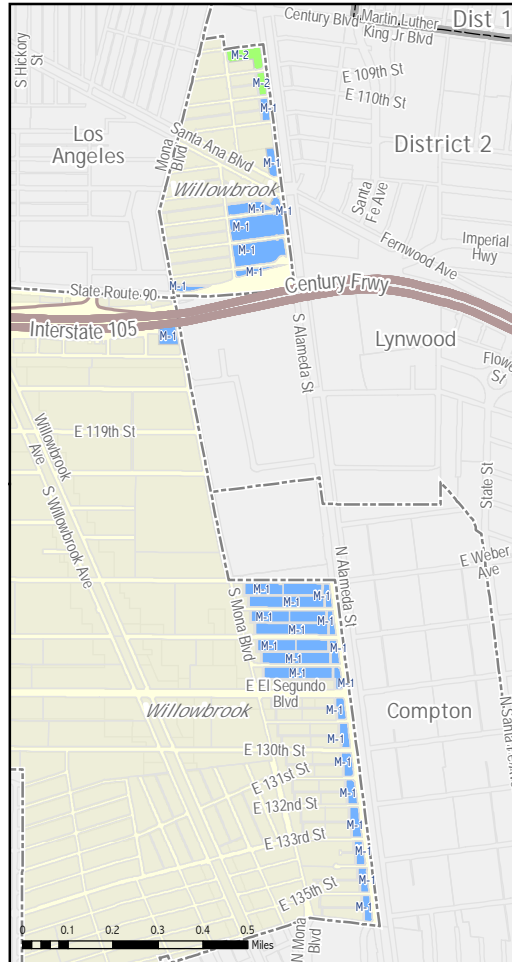 Century Blvd
Martin Luther
King Jr Blvd
Dist 1
S Hickory
St
M-2
E 109th St
M-2
E 110th St
M-1
Los
Angeles
Mona
Blvd
Santa Ana Blvd
District 2
M-1
Willowbrook
Santa
Fe Ave
M-1
M-1
M-1
Fernwood Ave
Imperial
Hwy
M-1
M-1
State Route 90
M-1
Century Frwy
Interstate 105
M-1
S Alameda St
Lynwood
Flowe
St
Willowbrook
Ave
E 119th St
S Willowbrook Ave
State St
E Weber
Ave
N Alameda St
S Mona Blvd
M-1
M-1
M-1
M-1
M-1
M-1
M-1
M-1
M-1
M-1
M-1
E El Segundo
Blvd
M-1
Willowbrook
M-1
Compton
N Santa Fe Ave
M-1
E 130th St
M-1
E 131st St
M-1
E 132nd St
M-1
E 133rd St
M-1
M-1
E 135th St
M-1
N Mona
Blvd
0 0.1 0.2 0.3 0.4 0.5
Miles